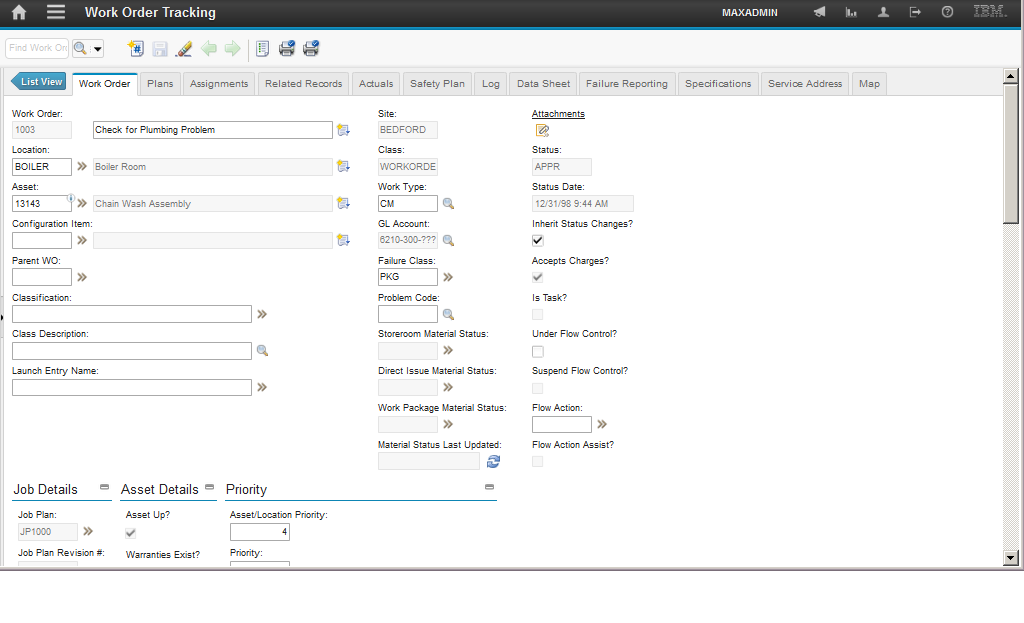 Work Order Tracking
MAXADMIN
IBM.
Find Work Ord
List View
Work Order
Plans
Assignments
Related Records
Actuals
Safety Plan
Log
Data Sheet
Failure Reporting
Specifications
Service Address
Map
Work Order:
1003
Check for Plumbing Problem
Location:
BOILER
Boiler Room
Asset:
13143
Chain Wash Assembly
Configuration Item:
Parent WO:
Classification:
Class Description:
Launch Entry Name:
Site:
BEDFORD
Class:
WORKORDE
Work Type:
CM
GL Account:
6210-300-???
Failure Class:
PKG
Problem Code:
Storeroom Material Status:
Direct Issue Material Status:
Work Package Material Status:
Material Status Last Updated:
Attachments
Status:
APPR
Status Date:
12/31/98 9:44 AM
Inherit Status Changes?
Accepts Charges?
Is Task?
Under Flow Control?
Suspend Flow Control?
Flow Action:
Flow Action Assist?
Job Details
Job Plan:
JP1000
Job Plan Revision #:
Asset Details
Asset Up?
Warranties Exist?
Priority
Asset/Location Priority:
4
Priority: